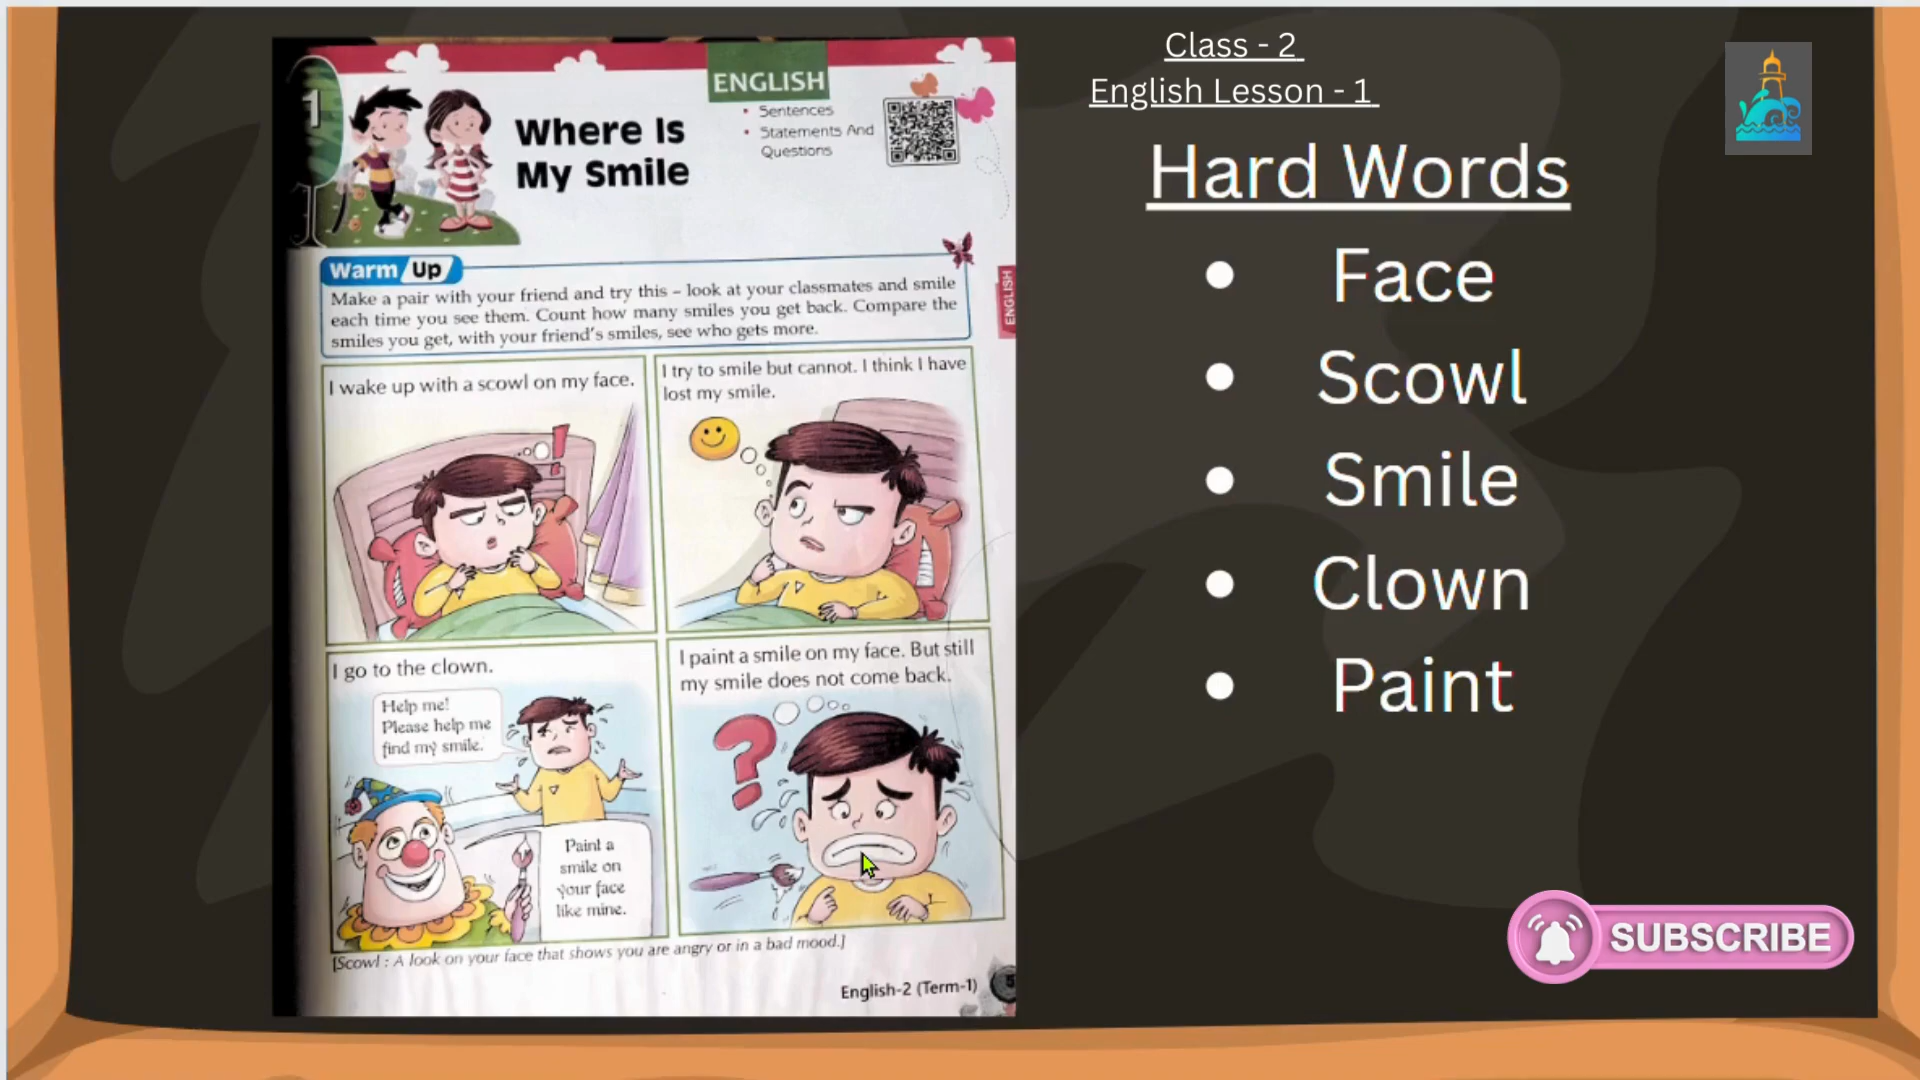 1
ENGLISH
Where Is
My Smile
• Sentences
• Statements And
Questions
Warm Up
Make a pair with your friend and try this – look at your classmates and smile
each time you see them. Count how many smiles you get back. Compare the
smiles you get, with your friend's smiles, see who gets more.
ENGLISH
I wake up with a scowl on my face.
I try to smile but cannot. I think I have
lost my smile.
I go to the clown.
Help me!
Please help me
find my smile.
Paint a
smile on
your face
like mine.
I paint a smile on my face. But still
my smile does not come back.
[Scowl : A look on your face that shows you are angry or in a bad mood.]
English-2 (Term-1)
5
Class - 2
English Lesson - 1
Hard Words
• Face
• Scowl
• Smile
• Clown
• Paint
SUBSCRIBE